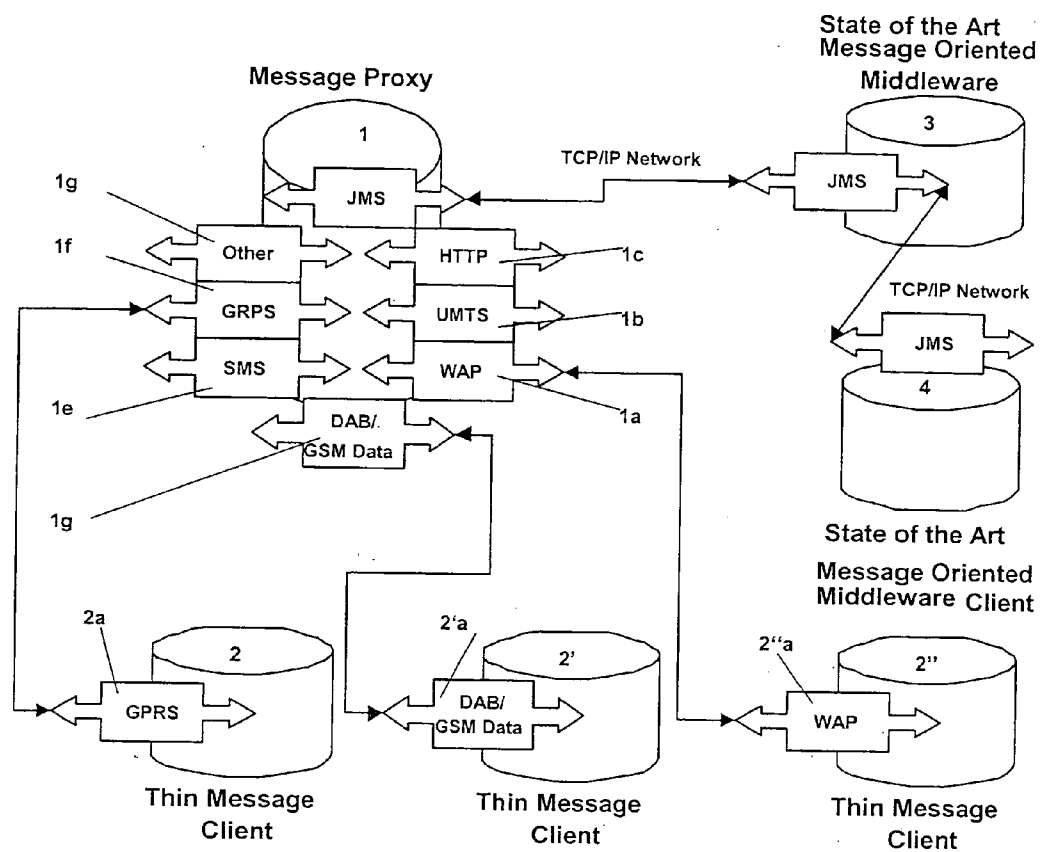 State of the Art
Message Oriented
Middleware
Message Proxy
1
3
TCP/IP Network
JMS
JMS
1g
Other
HTTP
1c
1f
TCP/IP Network
GRPS
UMTS
1b
JMS
SMS
WAP
4
1e
1a
DAB/.
GSM Data
1g
State of the Art
Message Oriented
Middleware Client
2a
2
2'a
2'
2"a
2"
GPRS
DAB/
GSM Data
WAP
Thin Message
Client
Thin Message
Client
Thin Message
Client